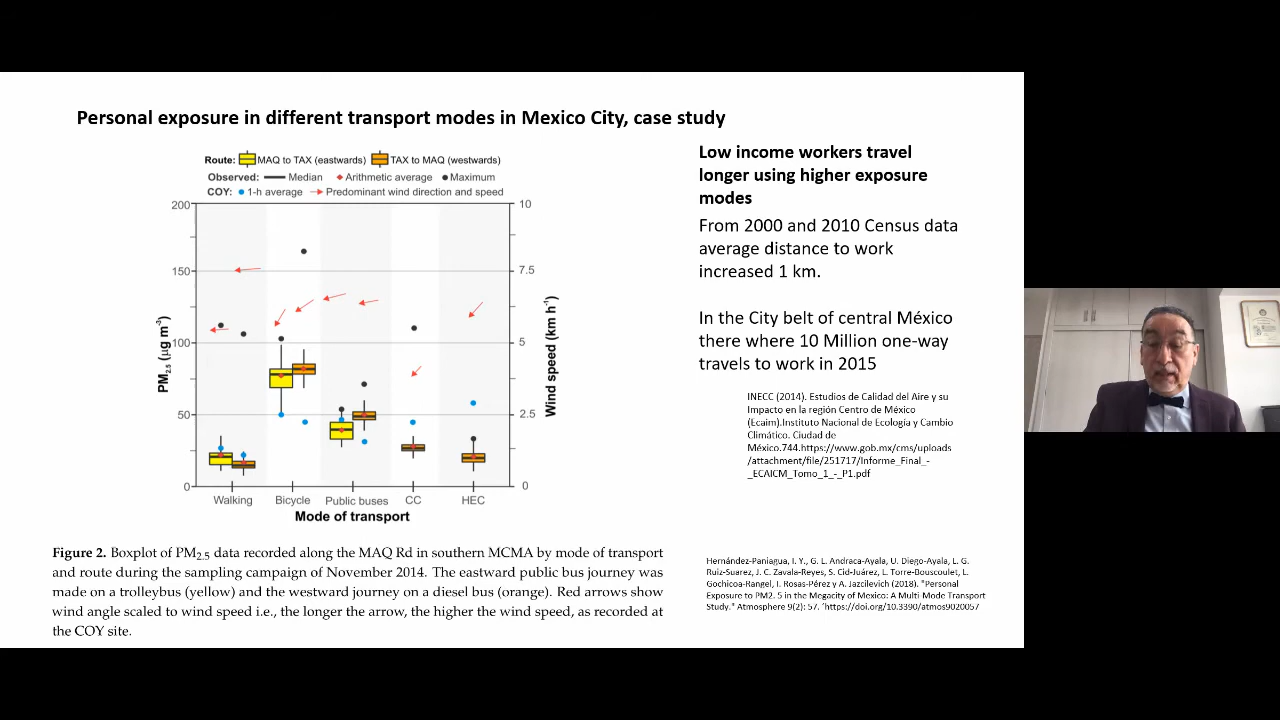 Personal exposure in different transport modes in Mexico City, case study
Route: MAQ to TAX (eastwards) TAX to MAQ (westwards)
Observed: Median Arithmetic average Maximum
COY: 1-h average Predominant wind direction and speed
200
150
100
50
0
PM2.5 (µg m-3)
10
7.5
5
2.5
0
Wind speed (km h-1)
Walking Bicycle Public buses CC HEC
Mode of transport
Figure 2. Boxplot of PM2.5 data recorded along the MAQ Rd in southern MCMA by mode of transport
and route during the sampling campaign of November 2014. The eastward public bus journey was
made on a trolleybus (yellow) and the westward journey on a diesel bus (orange). Red arrows show
wind angle scaled to wind speed i.e., the longer the arrow, the higher the wind speed, as recorded at
the COY site.
Low income workers travel
longer using higher exposure
modes
From 2000 and 2010 Census data
average distance to work
increased 1 km.
In the City belt of central México
there where 10 Million one-way
travels to work in 2015
INECC (2014). Estudios de Calidad del Aire y su
Impacto en la región Centro de México
(Ecaim).Instituto Nacional de Ecología y Cambio
Climático. Ciudad de
México.744.https://www.gob.mx/cms/uploads
/attachment/file/251717/Informe_Final_-
_ECAICM_Tomo_1_-_P1.pdf
Hernández-Paniagua, I. Y., G. L. Andraca-Ayala, U. Diego-Ayala, L. G.
Ruiz-Suarez, J. C. Zavala-Reyes, S. Cid-Juárez, L. Torre-Bouscoulet, L.
Gochicoa-Rangel, I. Rosas-Pérez y A. Jazcilevich (2018). "Personal
Exposure to PM2. 5 in the Megacity of Mexico: A Multi-Mode Transport
Study." Atmosphere 9(2): 57. ´https://doi.org/10.3390/atmos9020057